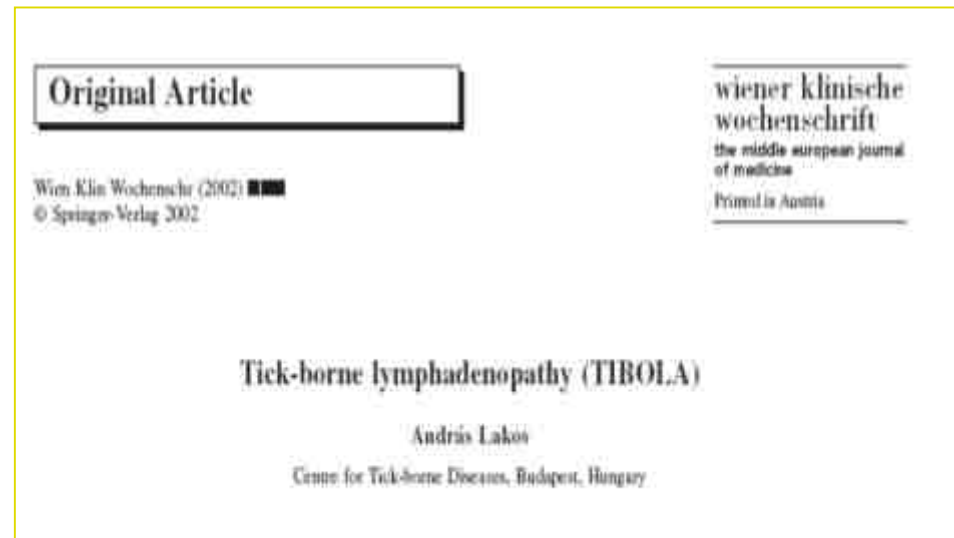 Original Article
wiener klinische
wochenschrift
the middle european journal
of medicine
Printed in Austria
Wien Klin Wochenschr (2002)
© Springer-Verlag 2002
Tick-borne lymphadenopathy (TIBOLA)
András Lakos
Centre for Tick-borne Diseases, Budapest, Hungary